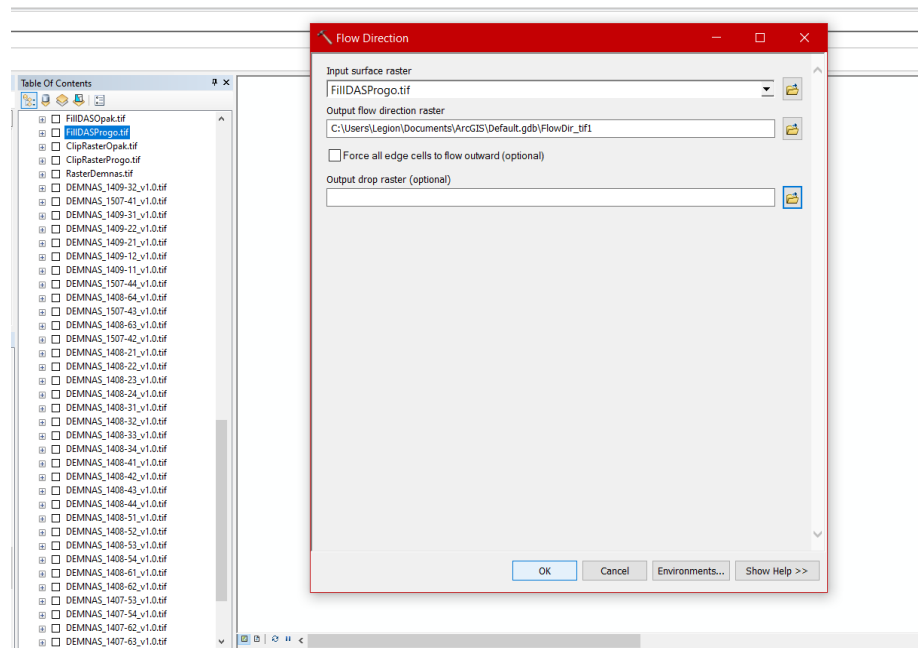 Table Of Contents
FillDASOpak.tif
FillDASProgo.tif
ClipRasterOpak.tif
ClipRasterProgo.tif
RasterDemnas.tif
DEMNAS_1409-32_v1.0.tif
DEMNAS_1507-41_v1.0.tif
DEMNAS_1409-31_v1.0.tif
DEMNAS_1409-22_v1.0.tif
DEMNAS_1409-21_v1.0.tif
DEMNAS_1409-12_v1.0.tif
DEMNAS_1409-11_v1.0.tif
DEMNAS_1507-44_v1.0.tif
DEMNAS_1408-64_v1.0.tif
DEMNAS_1507-43_v1.0.tif
DEMNAS_1408-63_v1.0.tif
DEMNAS_1507-42_v1.0.tif
DEMNAS_1408-21_v1.0.tif
DEMNAS_1408-22_v1.0.tif
DEMNAS_1408-23_v1.0.tif
DEMNAS_1408-24_v1.0.tif
DEMNAS_1408-31_v1.0.tif
DEMNAS_1408-32_v1.0.tif
DEMNAS_1408-33_v1.0.tif
DEMNAS_1408-34_v1.0.tif
DEMNAS_1408-41_v1.0.tif
DEMNAS_1408-42_v1.0.tif
DEMNAS_1408-43_v1.0.tif
DEMNAS_1408-44_v1.0.tif
DEMNAS_1408-51_v1.0.tif
DEMNAS_1408-52_v1.0.tif
DEMNAS_1408-53_v1.0.tif
DEMNAS_1408-54_v1.0.tif
DEMNAS_1408-61_v1.0.tif
DEMNAS_1408-62_v1.0.tif
DEMNAS_1407-53_v1.0.tif
DEMNAS_1407-54_v1.0.tif
DEMNAS_1407-62_v1.0.tif
DEMNAS_1407-63_v1.0.tif
Flow Direction
Input surface raster
FillDASProgo.tif
Output flow direction raster
C:\Users\Legion\Documents\ArcGIS\Default.gdb\FlowDir_tif1
Force all edge cells to flow outward (optional)
Output drop raster (optional)
OK Cancel Environments... Show Help >>